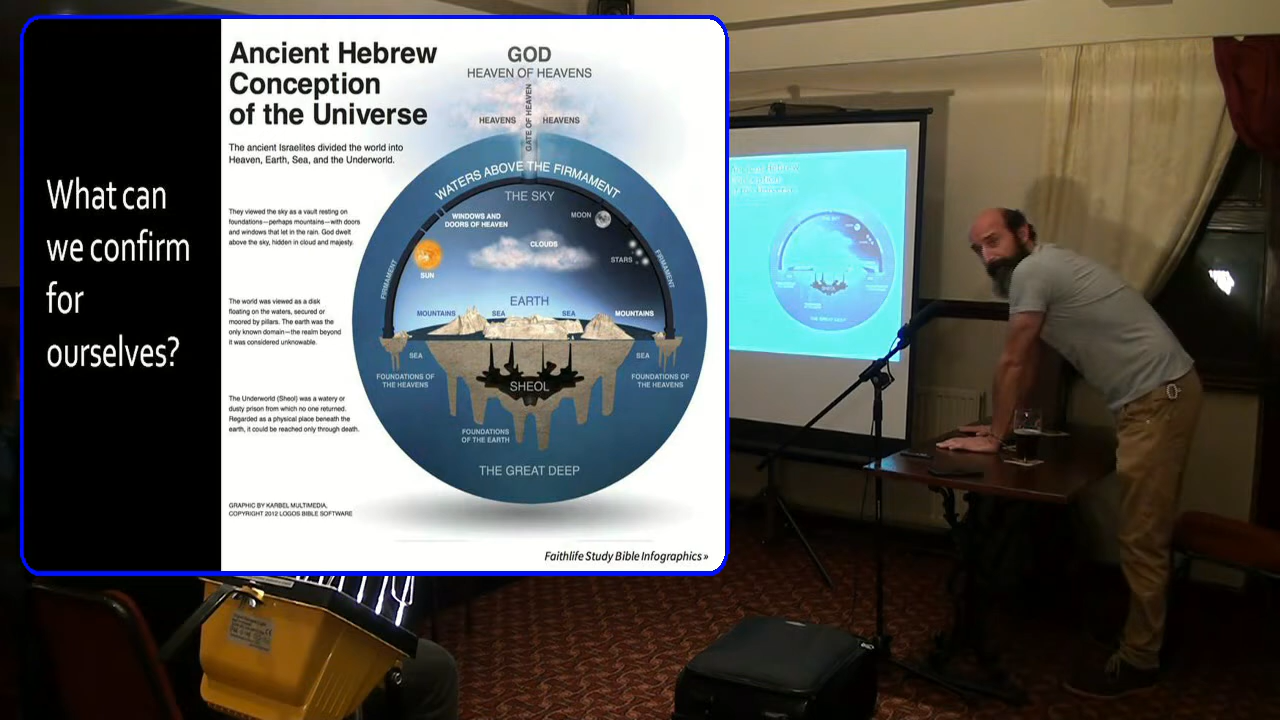 What can
we confirm
for
ourselves?
Ancient Hebrew
Conception
of the Universe
The ancient Israelites divided the world into
Heaven, Earth, Sea, and the Underworld.
They viewed the sky as a vault resting on
foundations—perhaps mountains—with doors
and windows that let in the rain. God dwelt
above the sky, hidden in cloud and majesty.
The world was viewed as a disk
floating on the waters, secured or
moored by pillars. The earth was the
only known domain—the realm beyond
it was considered unknowable.
The Underworld (Sheol) was a watery or
dusty prison from which no one returned.
Regarded as a physical place beneath the
earth, it could be reached only through death.
GRAPHIC BY KARBEL MULTIMEDIA,
COPYRIGHT 2012 LOGOS BIBLE SOFTWARE
GOD
HEAVEN OF HEAVENS
HEAVENS
GATE OF HEAVEN
HEAVENS
WATERS ABOVE THE FIRMAMENT
THE SKY
WINDOWS AND
DOORS OF HEAVEN
MOON
CLOUDS
STARS
SUN
FIRMAMENT
FIRMAMENT
EARTH
MOUNTAINS
SEA
SEA
MOUNTAINS
SEA
SEA
FOUNDATIONS OF
THE HEAVENS
SHEOL
FOUNDATIONS OF
THE HEAVENS
FOUNDATIONS
OF THE EARTH
THE GREAT DEEP
Faithlife Study Bible Infographics »
Ancient Hebrew
Conception
of the Universe
THE GREAT DEEP